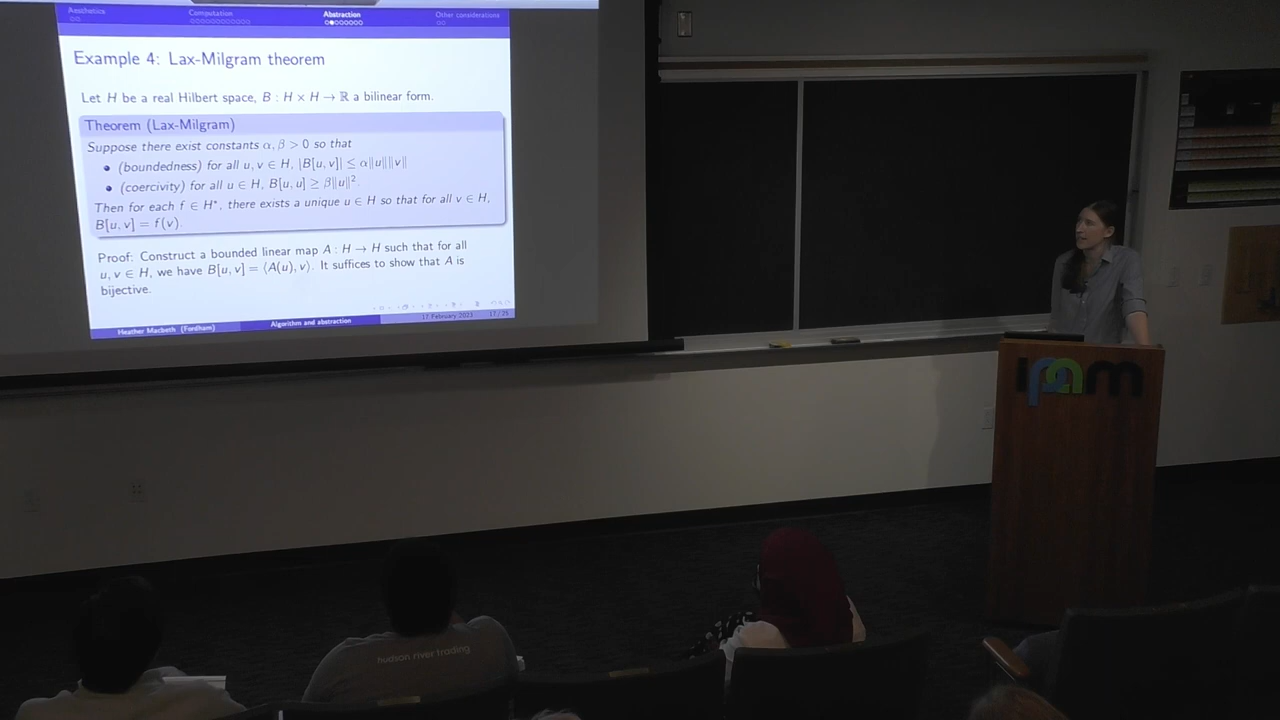 Aesthetics Computation Abstraction Other considerations
Example 4: Lax-Milgram theorem
Let H be a real Hilbert space, B : H × H → ℝ a bilinear form.
Theorem (Lax-Milgram)
Suppose there exist constants α, β > 0 so that
• (boundedness) for all u, v ∈ H, |B[u, v]| ≤ α‖u‖‖v‖
• (coercivity) for all u ∈ H, B[u, u] ≥ β‖u‖².
Then for each f ∈ H*, there exists a unique u ∈ H so that for all v ∈ H,
B[u, v] = f(v).
Proof: Construct a bounded linear map A : H → H such that for all
u, v ∈ H, we have B[u, v] = ⟨A(u), v⟩. It suffices to show that A is
bijective.
Heather Macbeth (Fordham) Algorithm and abstraction 17 February 2023 17 / 25
ipam
hudson river trading